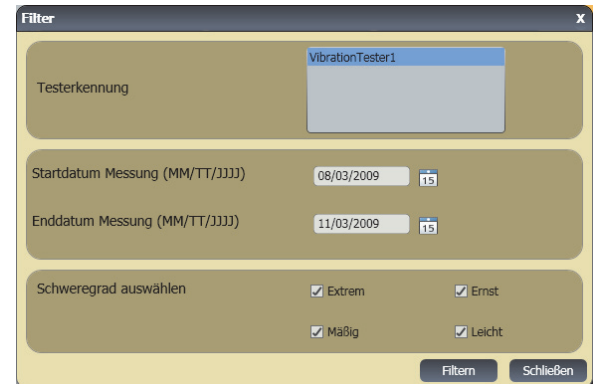 Filter X
VibrationTester1
Testerkennung
Startdatum Messung (MM/TT/JJJJ) 08/03/2009 15
Enddatum Messung (MM/TT/JJJJ) 11/03/2009 15
Schweregrad auswählen Extrem Ernst
Mäßig Leicht
Filtern Schließen